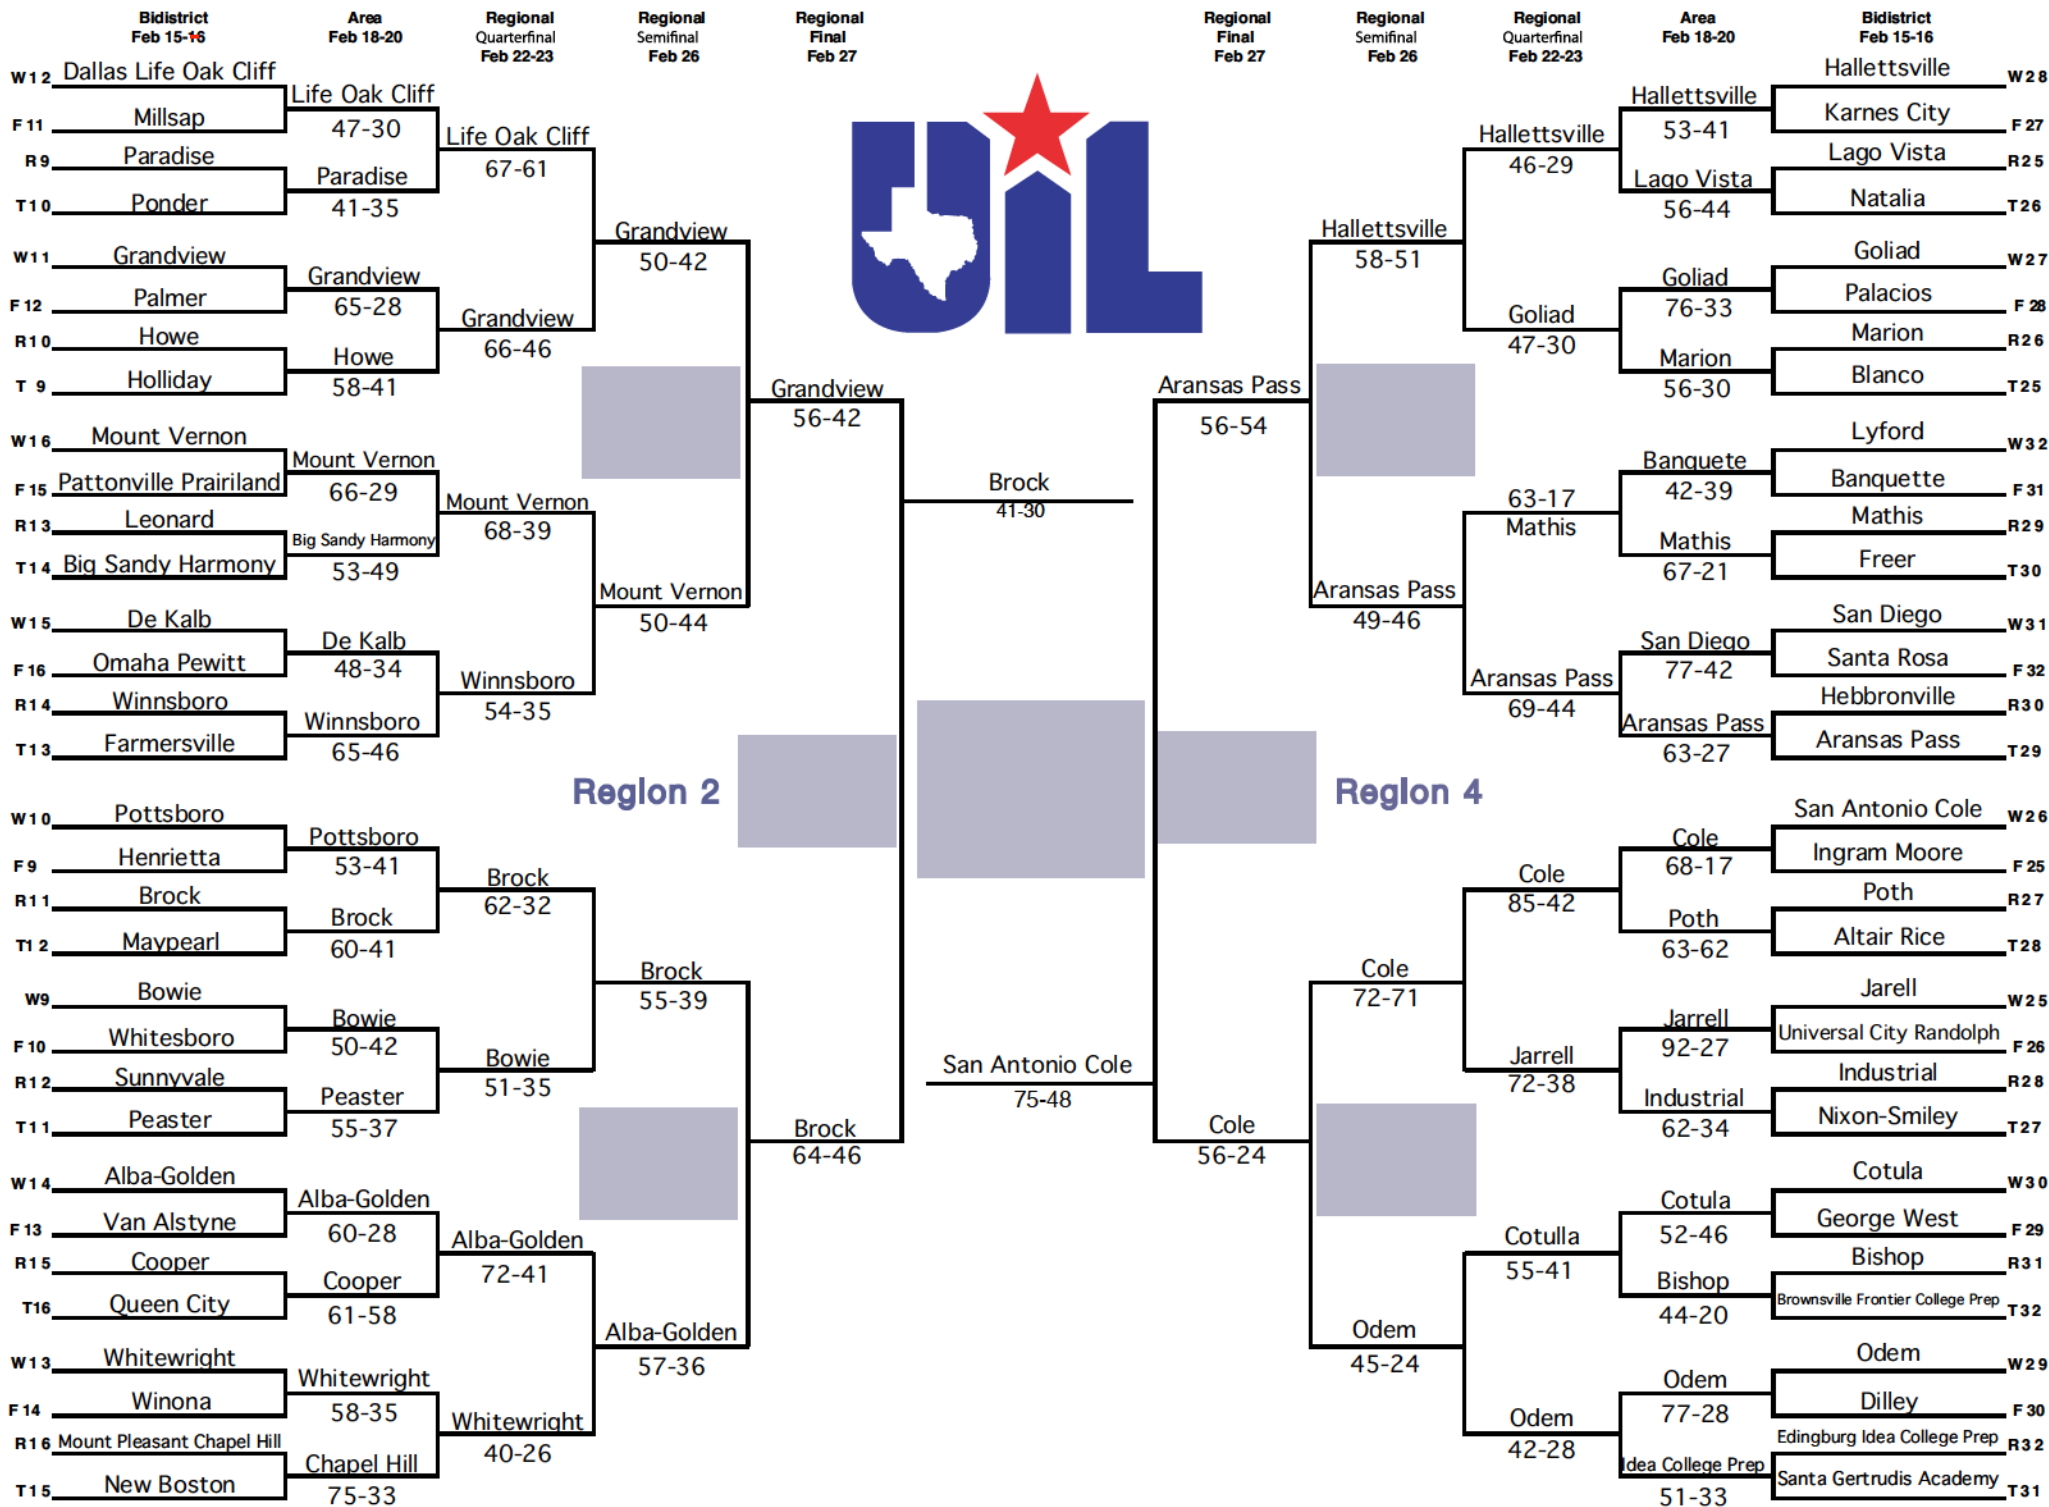 Bidistrict
Feb 15-16
Area
Feb 18-20
Regional
Quarterfinal
Feb 22-23
Regional
Semifinal
Feb 26
Regional
Final
Feb 27
Regional
Final
Feb 27
Regional
Semifinal
Feb 26
Regional
Quarterfinal
Feb 22-23
Area
Feb 18-20
Bidistrict
Feb 15-16
UIL
W12 Dallas Life Oak Cliff
F11 Millsap
R9 Paradise
T10 Ponder
W11 Grandview
F12 Palmer
R10 Howe
T 9 Holliday
W16 Mount Vernon
F15 Pattonville Prairiland
R13 Leonard
T14 Big Sandy Harmony
W15 De Kalb
F16 Omaha Pewitt
R14 Winnsboro
T13 Farmersville
W10 Pottsboro
F9 Henrietta
R11 Brock
T12 Maypearl
W9 Bowie
F10 Whitesboro
R12 Sunnyvale
T11 Peaster
W14 Alba-Golden
F13 Van Alstyne
R15 Cooper
T16 Queen City
W13 Whitewright
F14 Winona
R16 Mount Pleasant Chapel Hill
T15 New Boston
Life Oak Cliff
47-30
Paradise
41-35
Grandview
65-28
Howe
58-41
Mount Vernon
66-29
Big Sandy Harmony
53-49
De Kalb
48-34
Winnsboro
65-46
Pottsboro
53-41
Brock
60-41
Bowie
50-42
Peaster
55-37
Alba-Golden
60-28
Cooper
61-58
Whitewright
58-35
Chapel Hill
75-33
Life Oak Cliff
67-61
Grandview
66-46
Mount Vernon
68-39
Winnsboro
54-35
Brock
62-32
Bowie
51-35
Alba-Golden
72-41
Whitewright
40-26
Grandview
50-42
Mount Vernon
50-44
Brock
55-39
Alba-Golden
57-36
Region 2
Grandview
56-42
Brock
64-46
Brock
41-30
San Antonio Cole
75-48
Aransas Pass
56-54
Cole
56-24
Region 4
Hallettsville
58-51
Aransas Pass
49-46
Cole
72-71
Odem
45-24
Hallettsville
46-29
Goliad
47-30
63-17
Mathis
Aransas Pass
69-44
Cole
85-42
Jarrell
72-38
Cotulla
55-41
Odem
42-28
Hallettsville
53-41
Lago Vista
56-44
Goliad
76-33
Marion
56-30
Banquete
42-39
Mathis
67-21
San Diego
77-42
Aransas Pass
63-27
Cole
68-17
Poth
63-62
Jarrell
92-27
Industrial
62-34
Cotula
52-46
Bishop
44-20
Odem
77-28
Idea College Prep
51-33
Hallettsville W28
Karnes City F27
Lago Vista R25
Natalia T26
Goliad W27
Palacios F28
Marion R26
Blanco T25
Lyford W32
Banquette F31
Mathis R29
Freer T30
San Diego W31
Santa Rosa F32
Hebbronville R30
Aransas Pass T29
San Antonio Cole W26
Ingram Moore F25
Poth R27
Altair Rice T28
Jarell W25
Universal City Randolph F26
Industrial R28
Nixon-Smiley T27
Cotula W30
George West F29
Bishop R31
Brownsville Frontier College Prep T32
Odem W29
Dilley F30
Edingburg Idea College Prep R32
Santa Gertrudis Academy T31